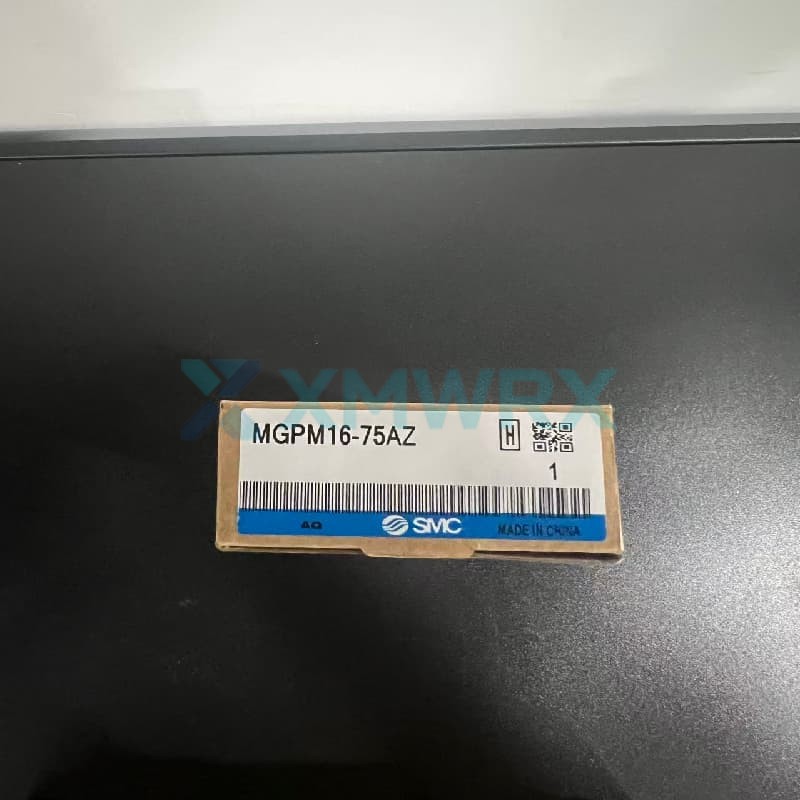 XMWRX
MGPM16-75AZ
H
1
AQ
SMC
MADE IN CHINA